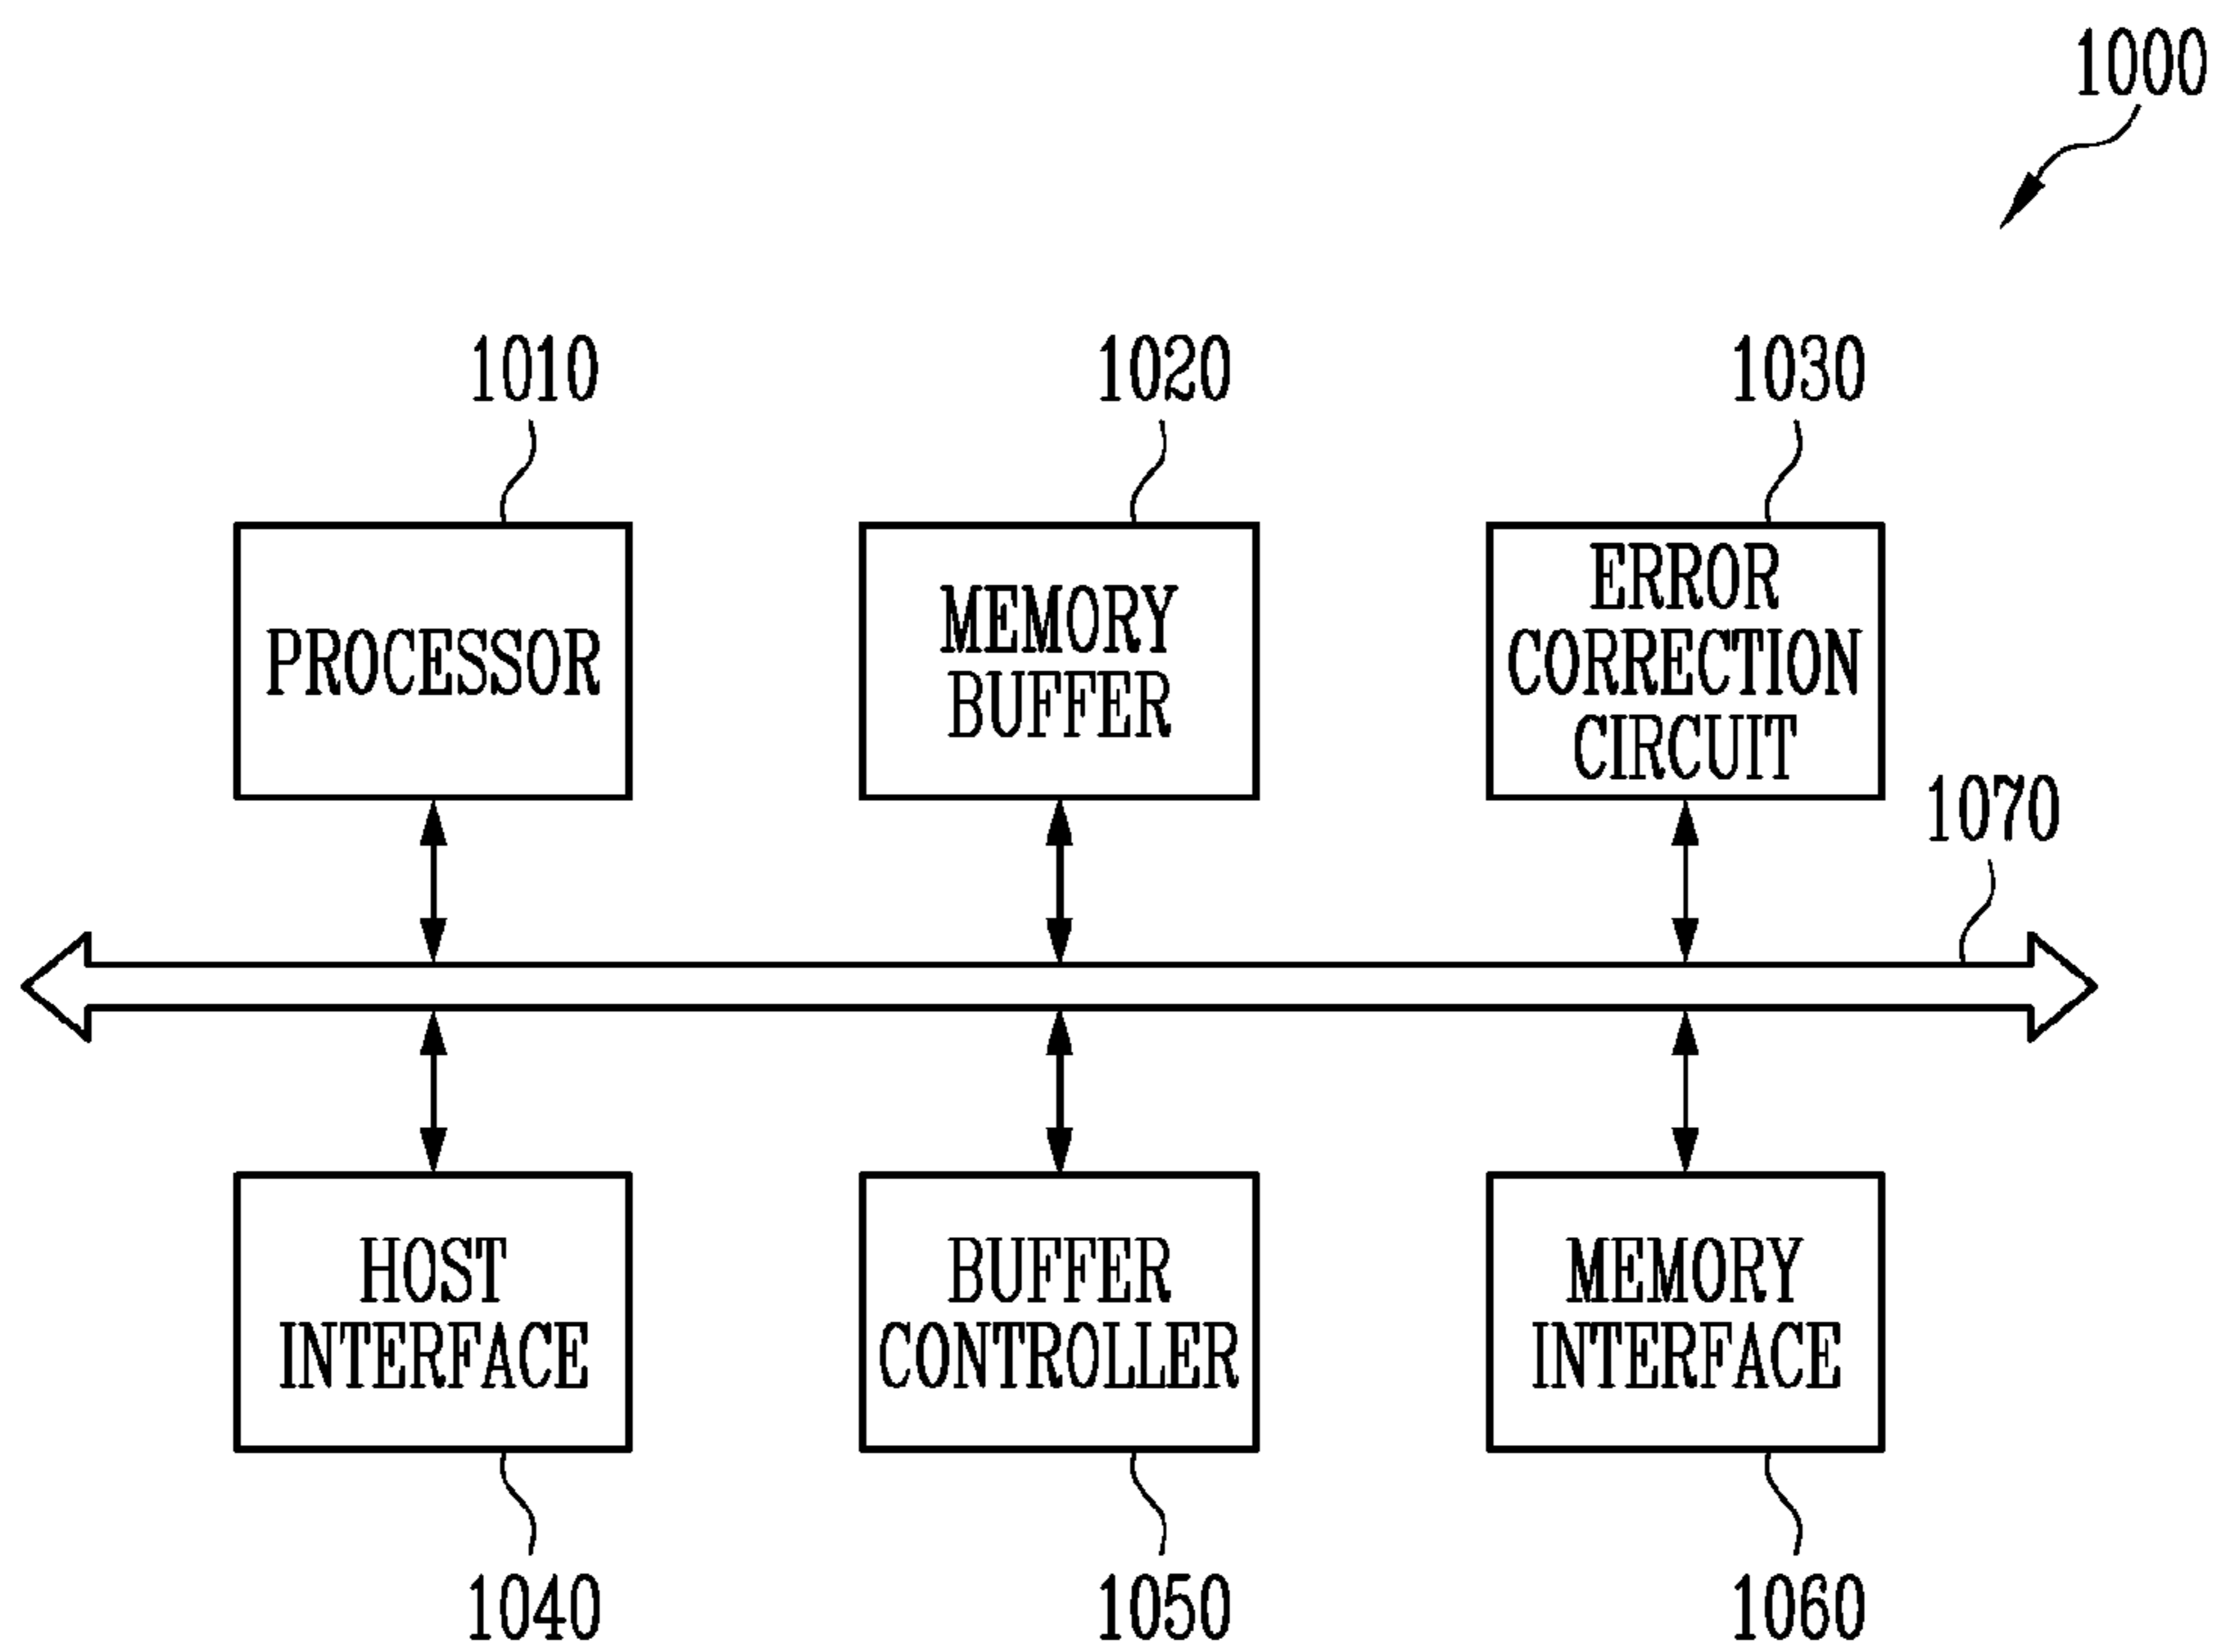 1000
1010
1020
1030
PROCESSOR
MEMORY
BUFFER
ERROR
CORRECTION
CIRCUIT
1070
HOST
INTERFACE
BUFFER
CONTROLLER
MEMORY
INTERFACE
1040
1050
1060